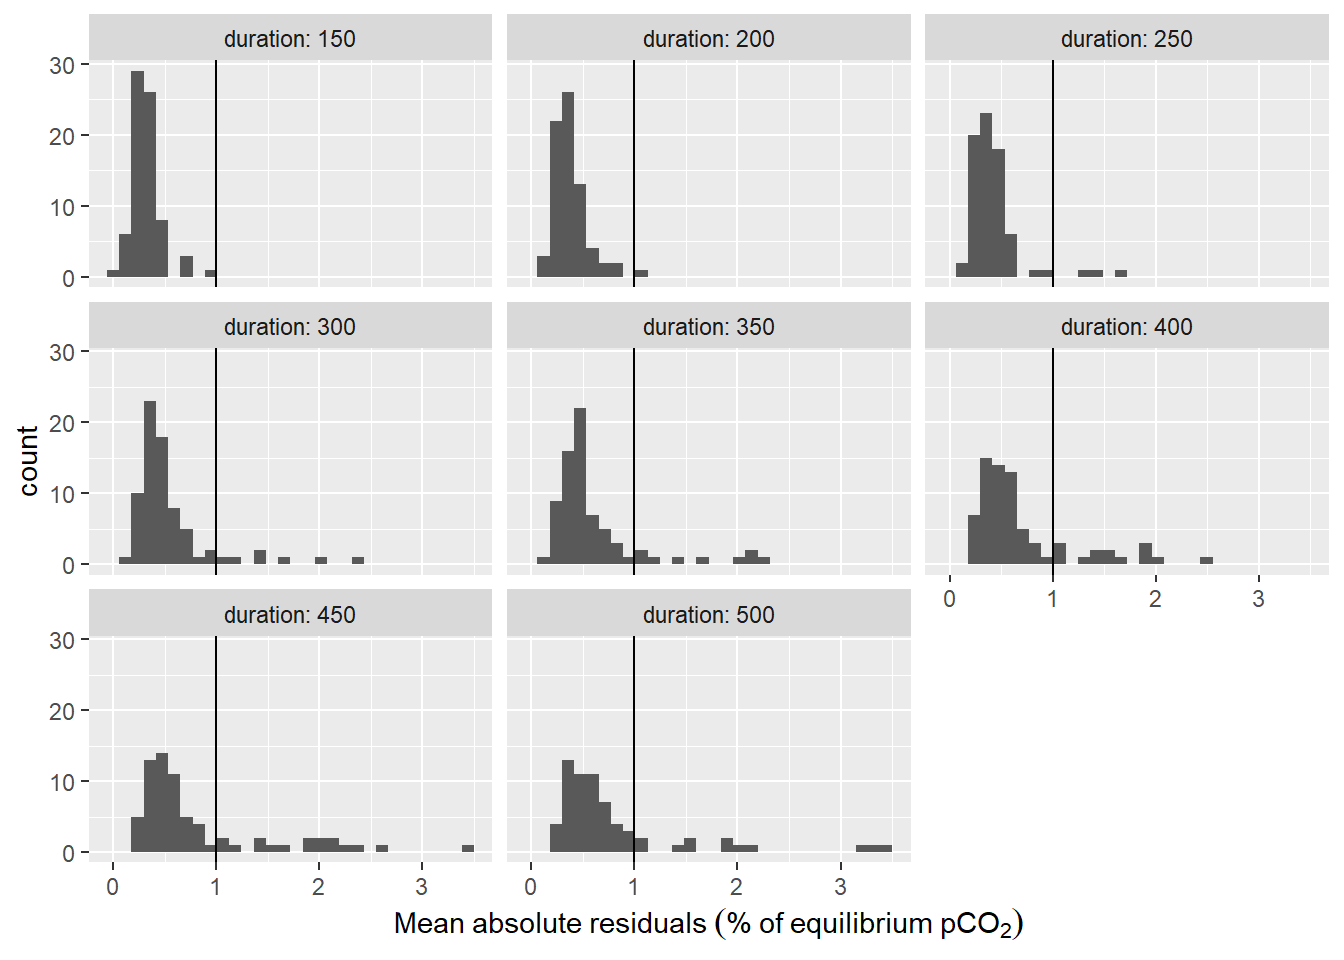 duration: 150
duration: 200
duration: 250
30
20
10
0
duration: 300
duration: 350
duration: 400
30
20
10
0
0 1 2 3
duration: 450
duration: 500
30
20
10
0
0 1 2 3
0 1 2 3
count
Mean absolute residuals (% of equilibrium pCO₂)